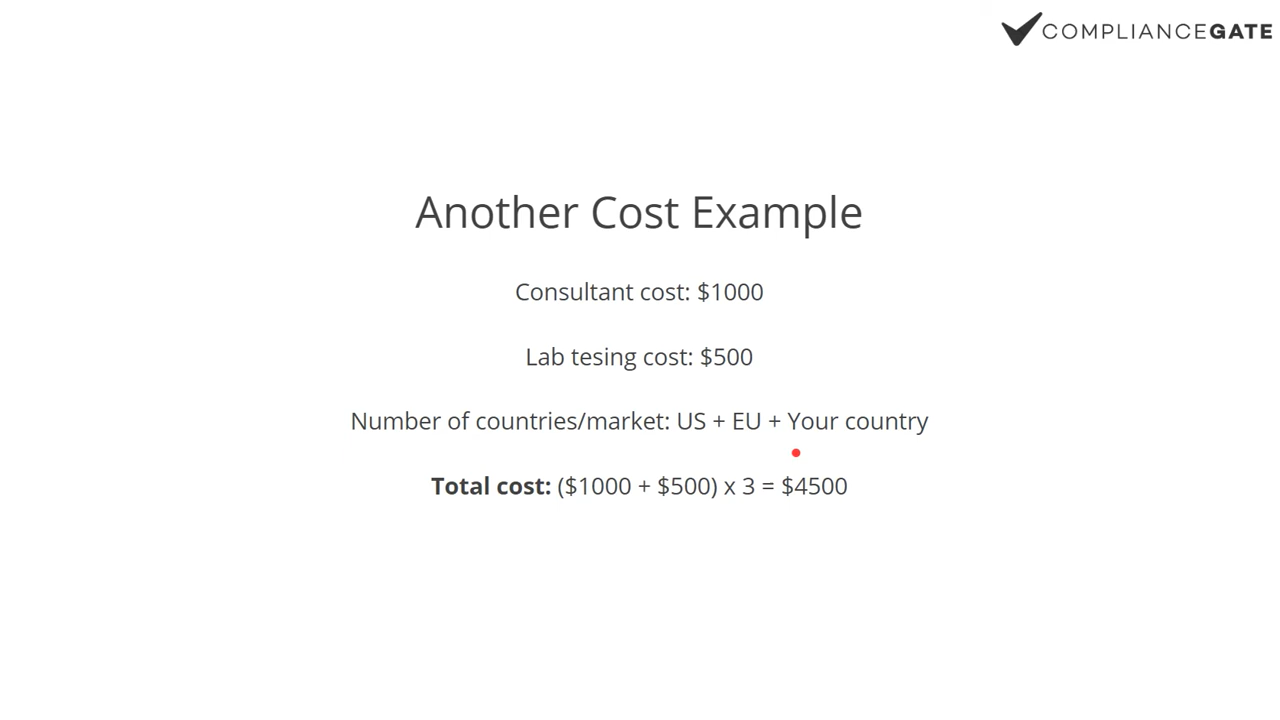 COMPLIANCEGATE
Another Cost Example
Consultant cost: $1000
Lab tesing cost: $500
Number of countries/market: US + EU + Your country
Total cost: ($1000 + $500) x 3 = $4500